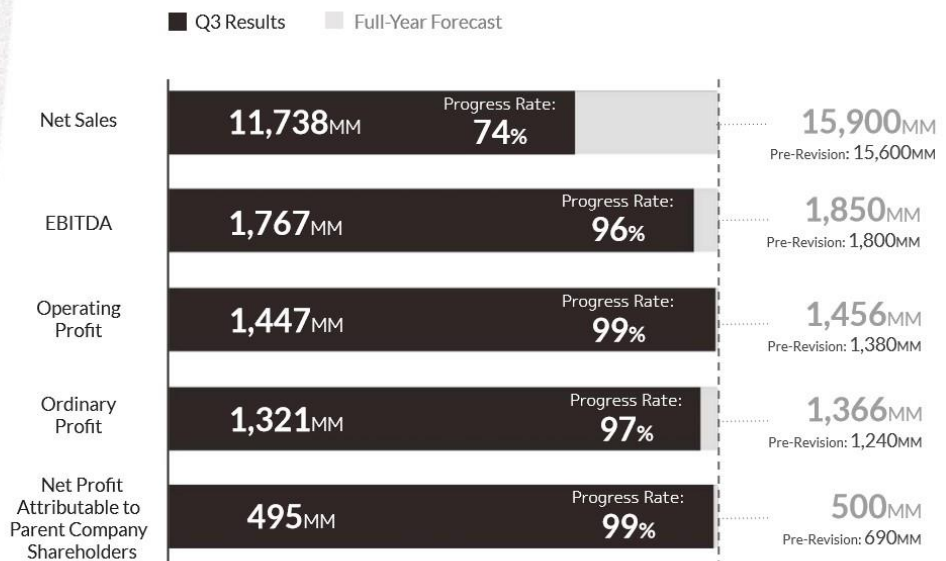 Q3 Results Full-Year Forecast
Net Sales
11,738MM
Progress Rate:
74%
15,900MM
Pre-Revision: 15,600MM
EBITDA
1,767MM
Progress Rate:
96%
1,850MM
Pre-Revision: 1,800MM
Operating
Profit
1,447MM
Progress Rate:
99%
1,456MM
Pre-Revision: 1,380MM
Ordinary
Profit
1,321MM
Progress Rate:
97%
1,366MM
Pre-Revision: 1,240MM
Net Profit
Attributable to
Parent Company
Shareholders
495MM
Progress Rate:
99%
500MM
Pre-Revision: 690MM